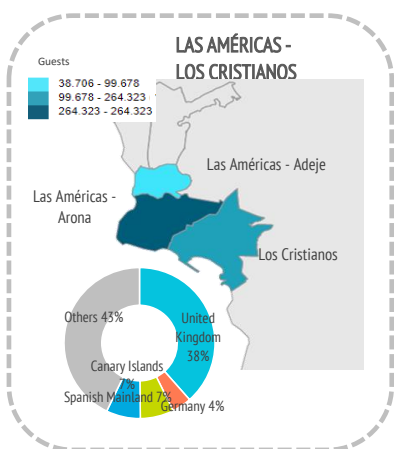 LAS AMÉRICAS -
LOS CRISTIANOS
Guests
38.706 - 99.678
99.678 - 264.323
264.323 - 264.323
Las Américas - Adeje
Las Américas -
Arona
Los Cristianos
Others 43%
United
Kingdom
38%
Canary Islands
7%
Spanish Mainland 7%
Germany 4%